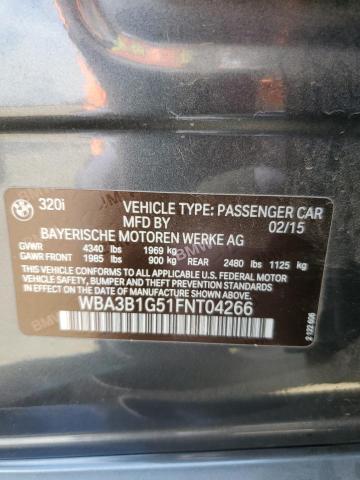 320i VEHICLE TYPE: PASSENGER CAR
MFD BY 02/15
BAYERISCHE MOTOREN WERKE AG
GVWR 4340 lbs 1969 kg
GAWR FRONT 1985 lbs 900 kg REAR 2480 lbs 1125 kg
THIS VEHICLE CONFORMS TO ALL APPLICABLE U.S. FEDERAL MOTOR
VEHICLE SAFETY, BUMPER, AND THEFT PREVENTION STANDARDS IN
EFFECT ON THE DATE OF MANUFACTURE SHOWN ABOVE.
WBA3B1G51FNT04266